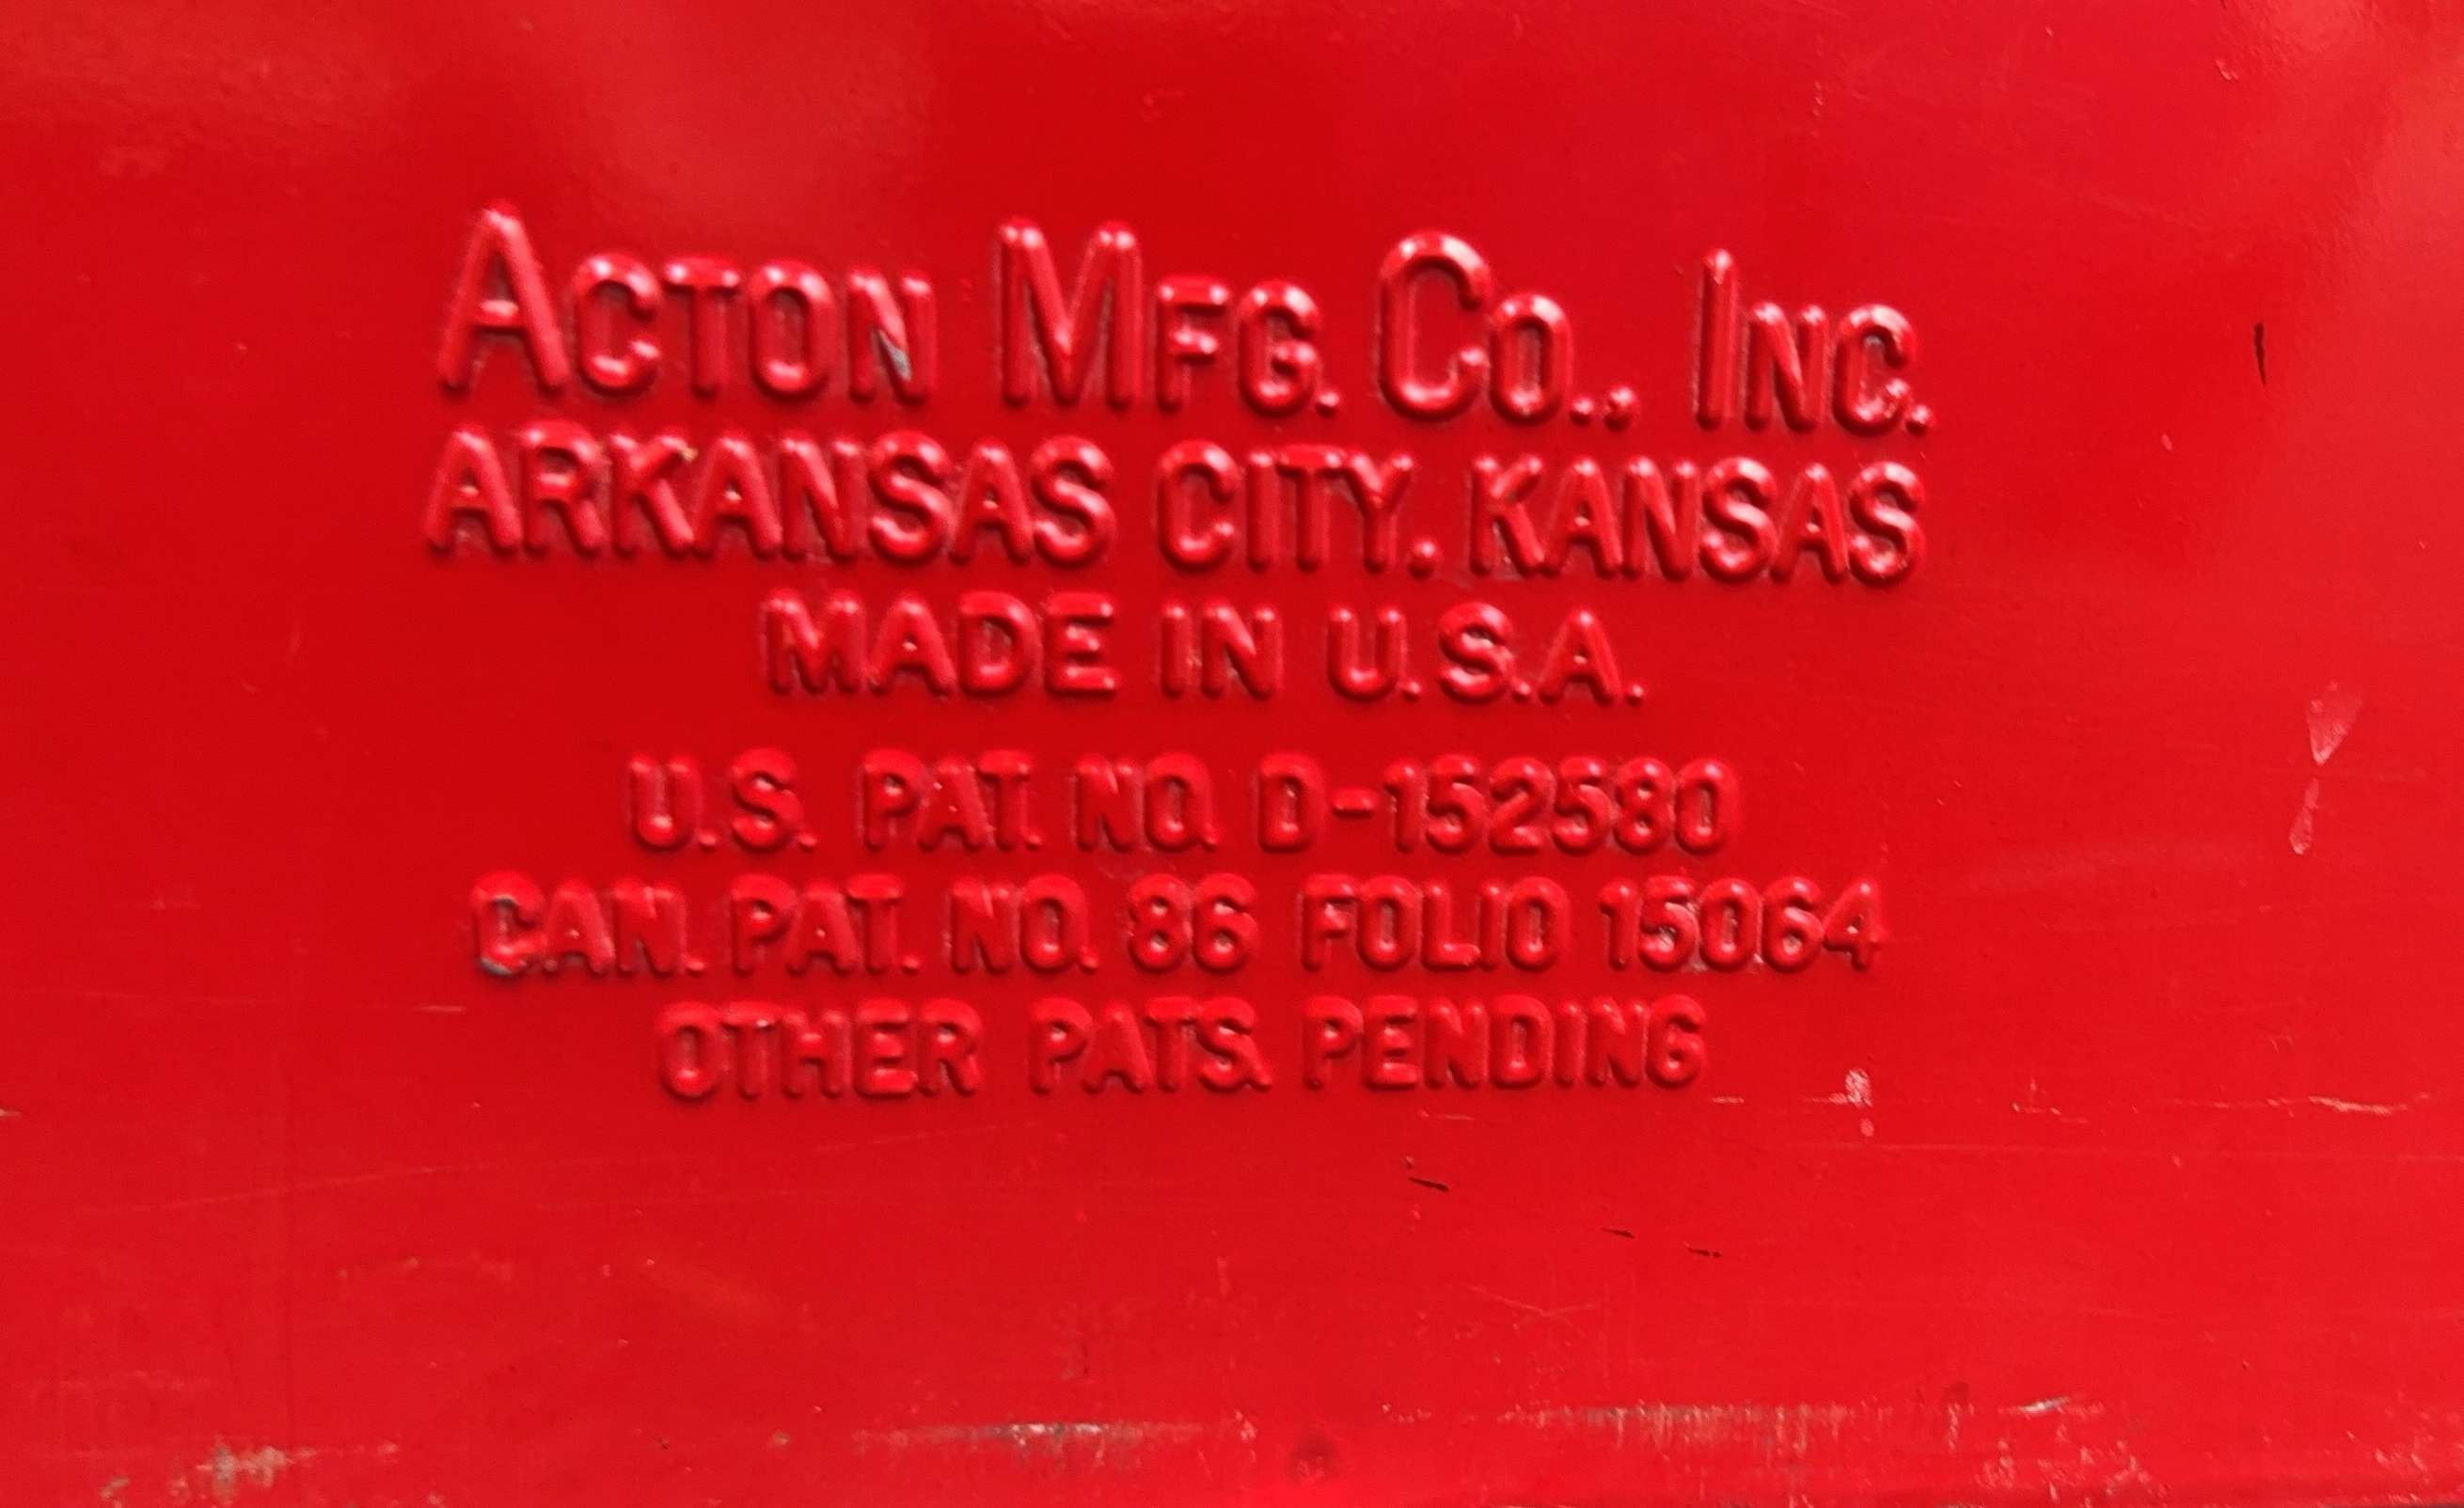 ACTON MFG. CO., INC.
ARKANSAS CITY, KANSAS
MADE IN U.S.A.
U.S. PAT. NO. D-152580
CAN. PAT. NO. 86 FOLIO 15064
OTHER PATS. PENDING